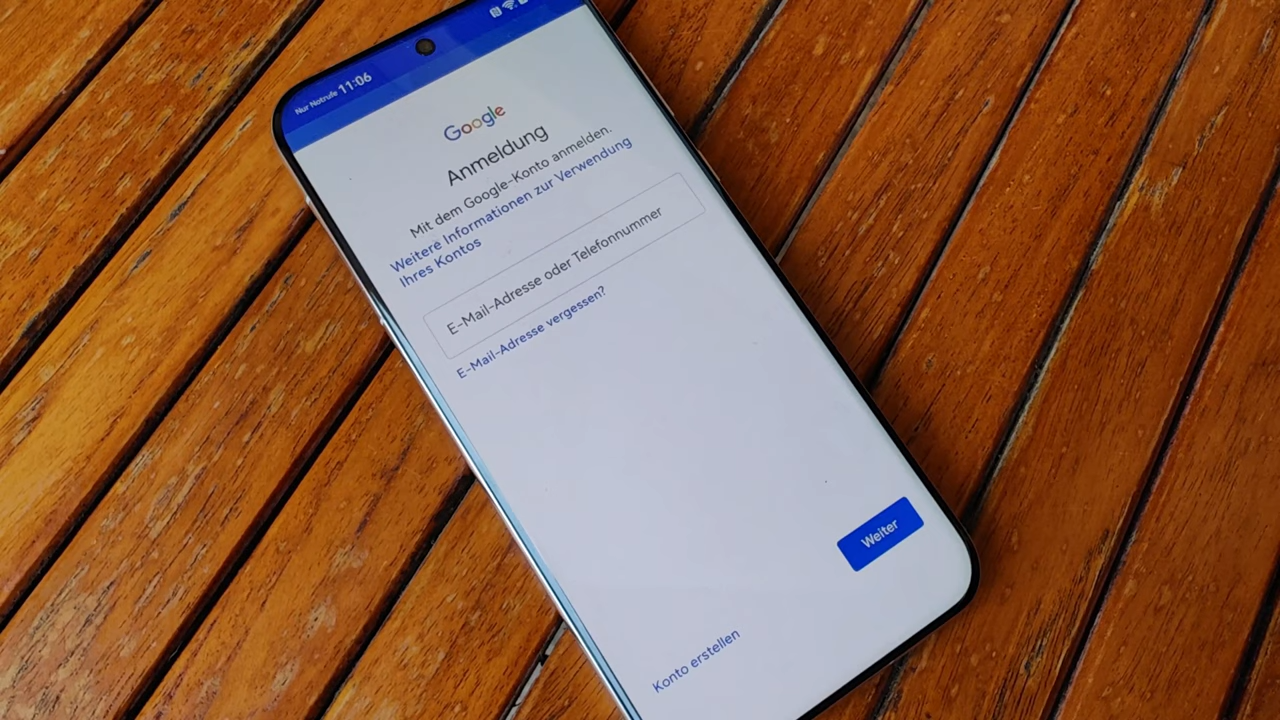 Nur Notrufe 11:06
Google
Anmeldung
Mit dem Google-Konto anmelden.
Weitere Informationen zur Verwendung
Ihres Kontos
E-Mail-Adresse oder Telefonnummer
E-Mail-Adresse vergessen?
Weiter
Konto erstellen